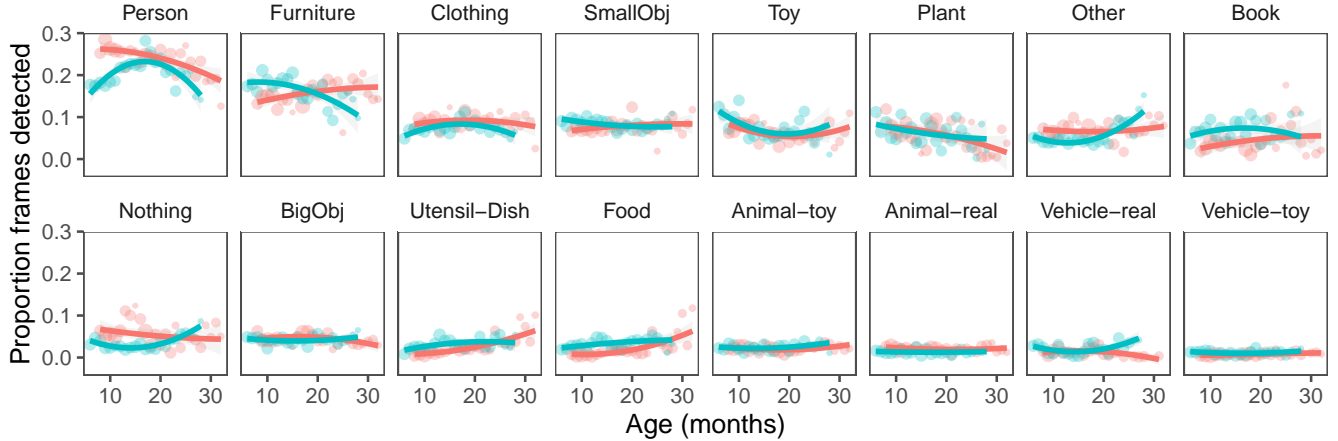 Person Furniture Clothing SmallObj Toy Plant Other Book
0.3
0.2
0.1
0.0
Nothing BigObj Utensil−Dish Food Animal−toy Animal−real Vehicle−real Vehicle−toy
0.3
0.2
0.1
0.0
10 20 30 10 20 30 10 20 30 10 20 30 10 20 30 10 20 30 10 20 30 10 20 30
Age (months)
Proportion frames detected